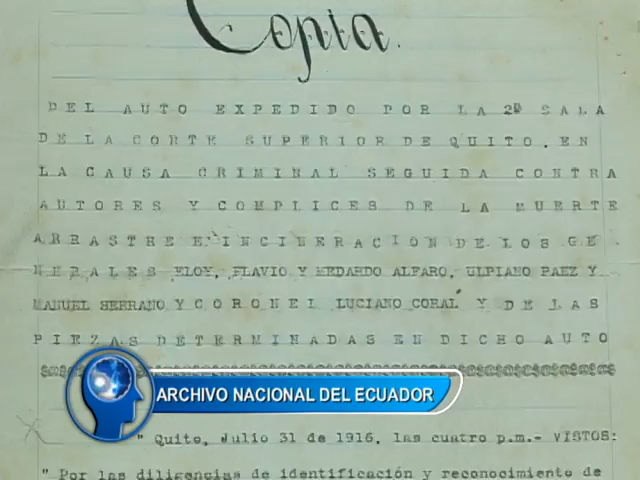 Copia.
DEL AUTO EXPEDIDO POR LA 2ª SALA
DE LA CORTE SUPERIOR DE QUITO, EN
LA CAUSA CRIMINAL SEGUIDA CONTRA
AUTORES Y COMPLICES DE LA MUERTE
ARRASTRE E INCINERACION DE LOS GE-
NERALES ELOY, FLAVIO Y MEDARDO ALFARO, ULPIANO PAEZ Y
MANUEL SERRANO Y CORONEL LUCIANO CORAL Y DE LAS
PIEZAS DETERMINADAS EN DICHO AUTO
ARCHIVO NACIONAL DEL ECUADOR
" Quito, Julio 31 de 1916, las cuatro p.m.- VISTOS:
" Por las diligencias de identificación y reconocimiento de